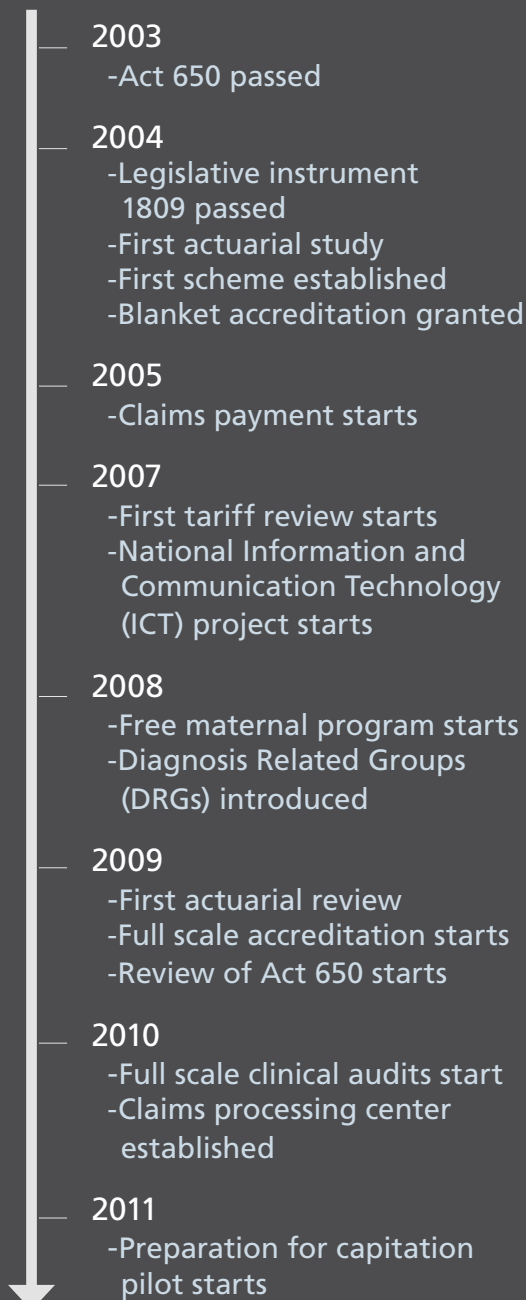 2003
-Act 650 passed
2004
-Legislative instrument
1809 passed
-First actuarial study
-First scheme established
-Blanket accreditation granted
2005
-Claims payment starts
2007
-First tariff review starts
-National Information and
Communication Technology
(ICT) project starts
2008
-Free maternal program starts
-Diagnosis Related Groups
(DRGs) introduced
2009
-First actuarial review
-Full scale accreditation starts
-Review of Act 650 starts
2010
-Full scale clinical audits start
-Claims processing center
established
2011
-Preparation for capitation
pilot starts